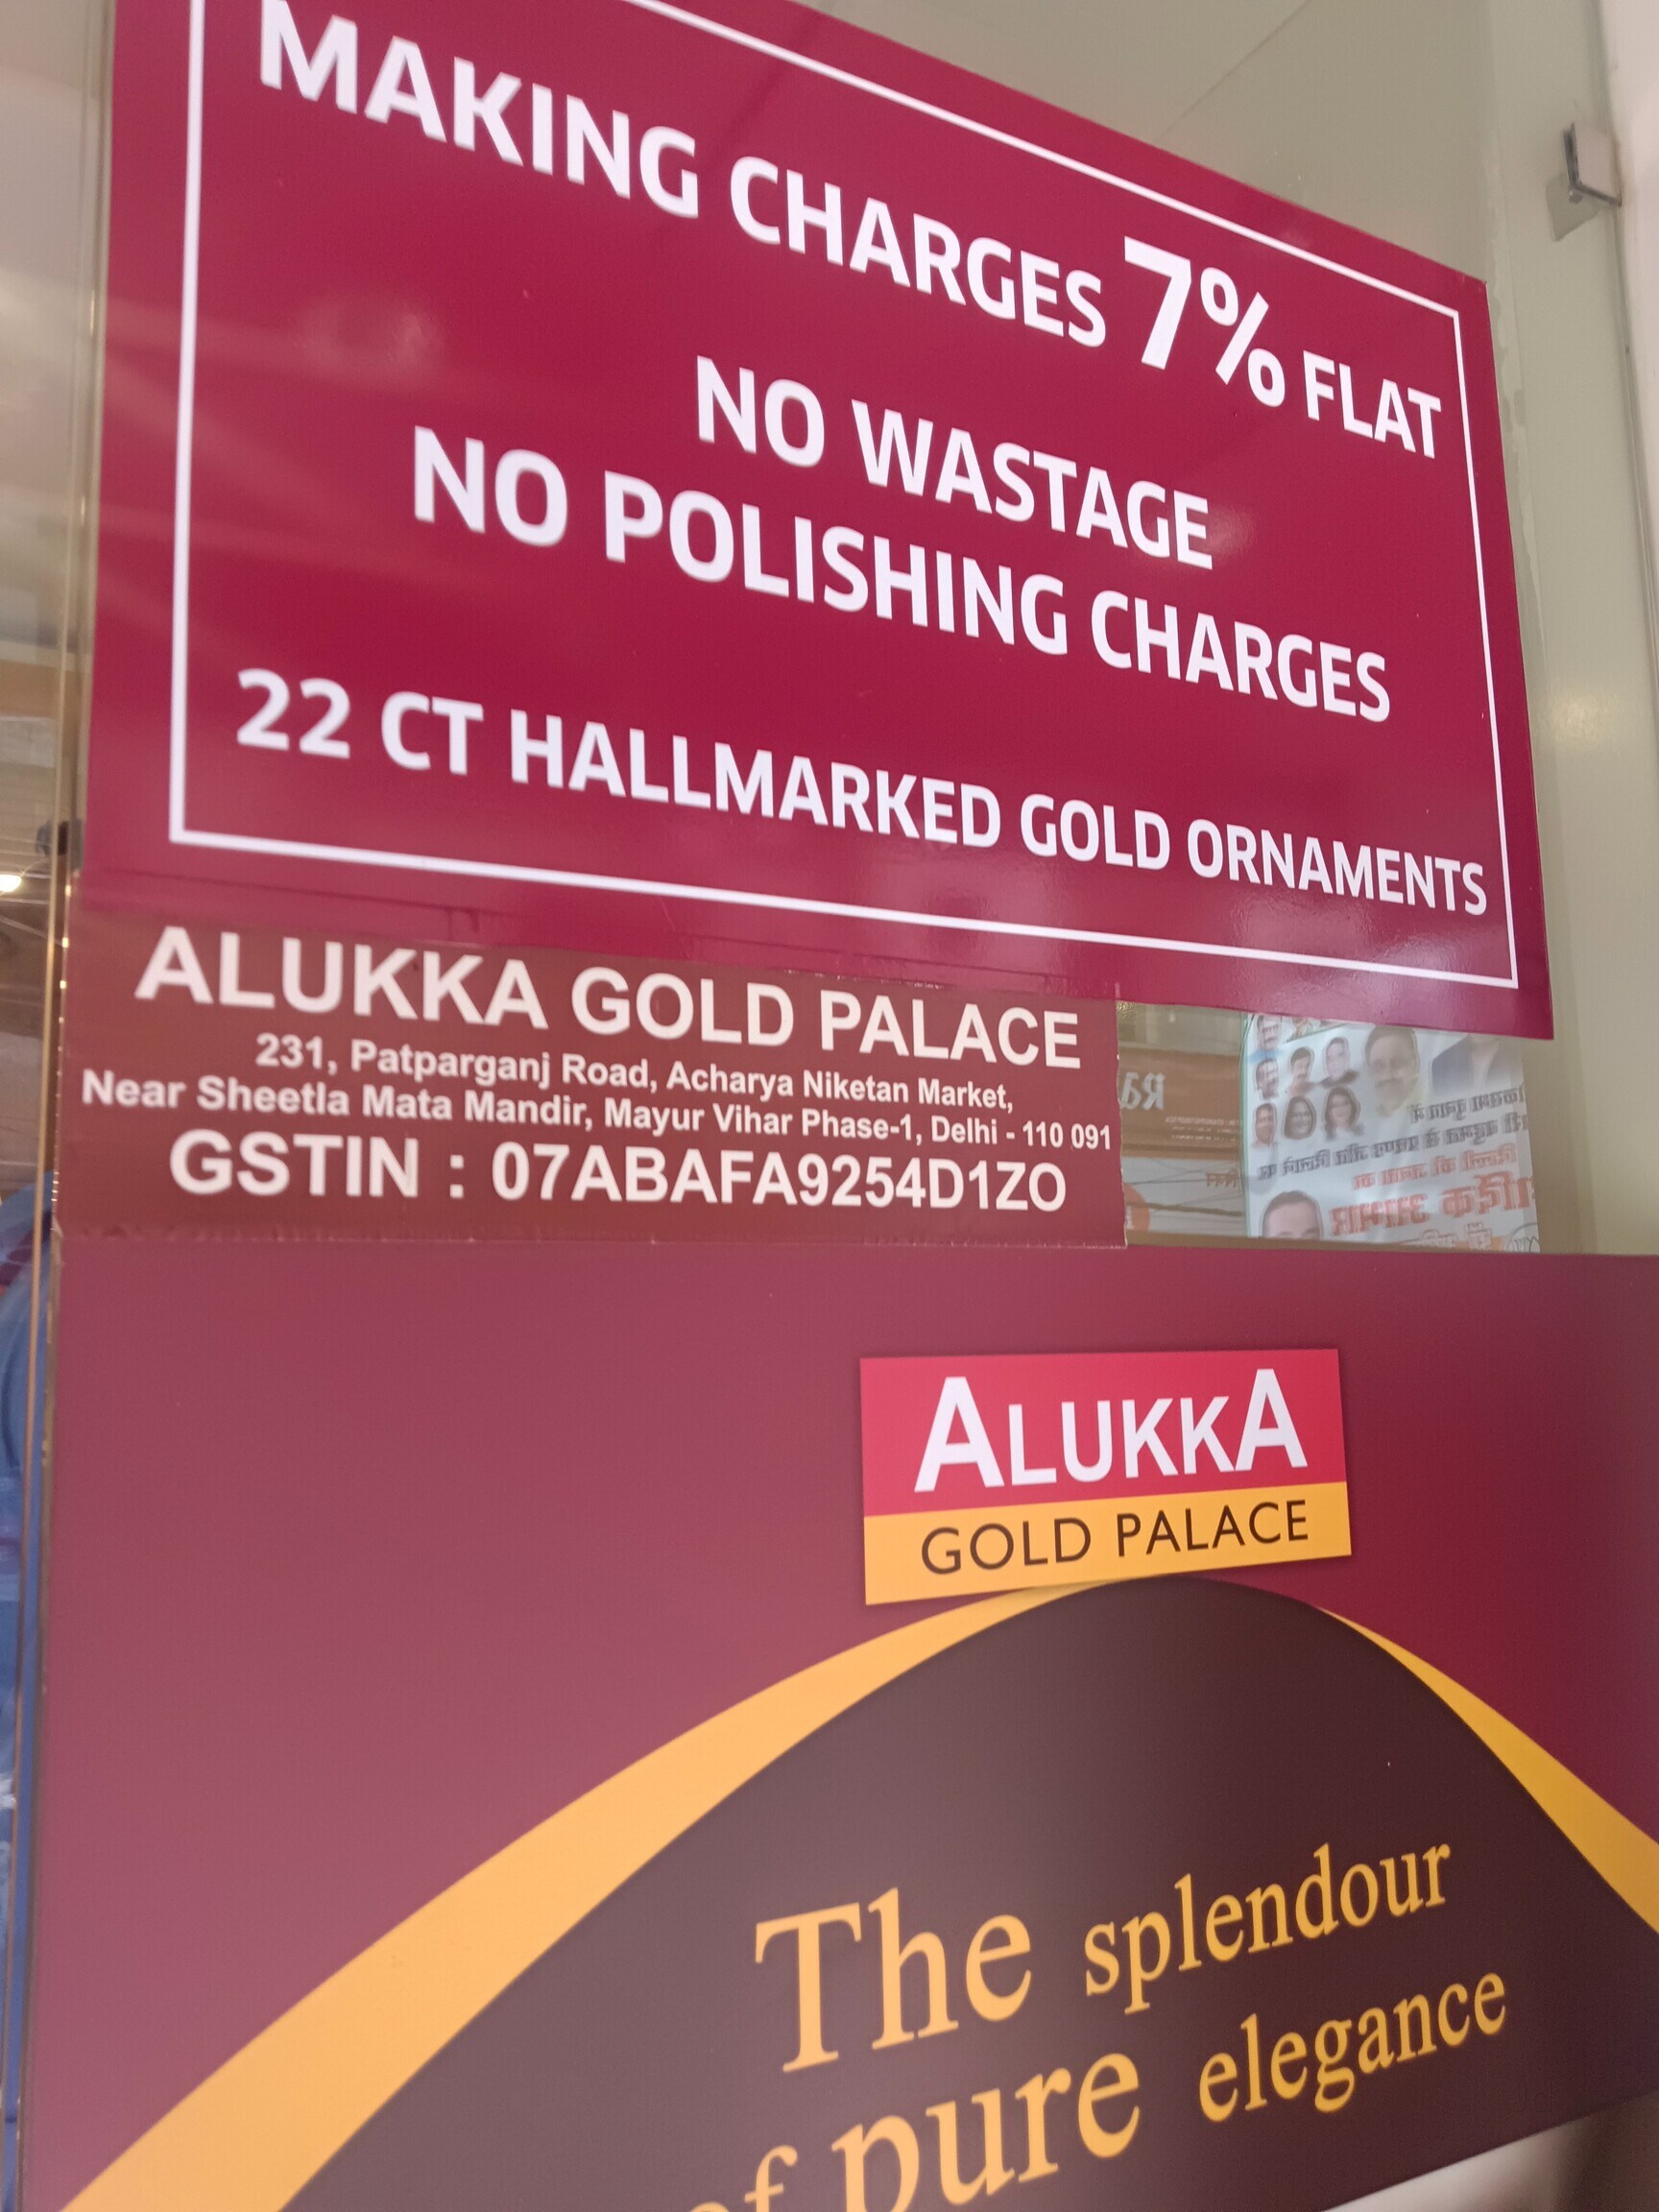 MAKING CHARGES 7% FLAT
NO WASTAGE
NO POLISHING CHARGES
22 CT HALLMARKED GOLD ORNAMENTS
ALUKKA GOLD PALACE
231, Patparganj Road, Acharya Niketan Market,
Near Sheetla Mata Mandir, Mayur Vihar Phase-1, Delhi - 110 091
GSTIN : 07ABAFA9254D1ZO
ALUKKA
GOLD PALACE
The splendour
of pure elegance